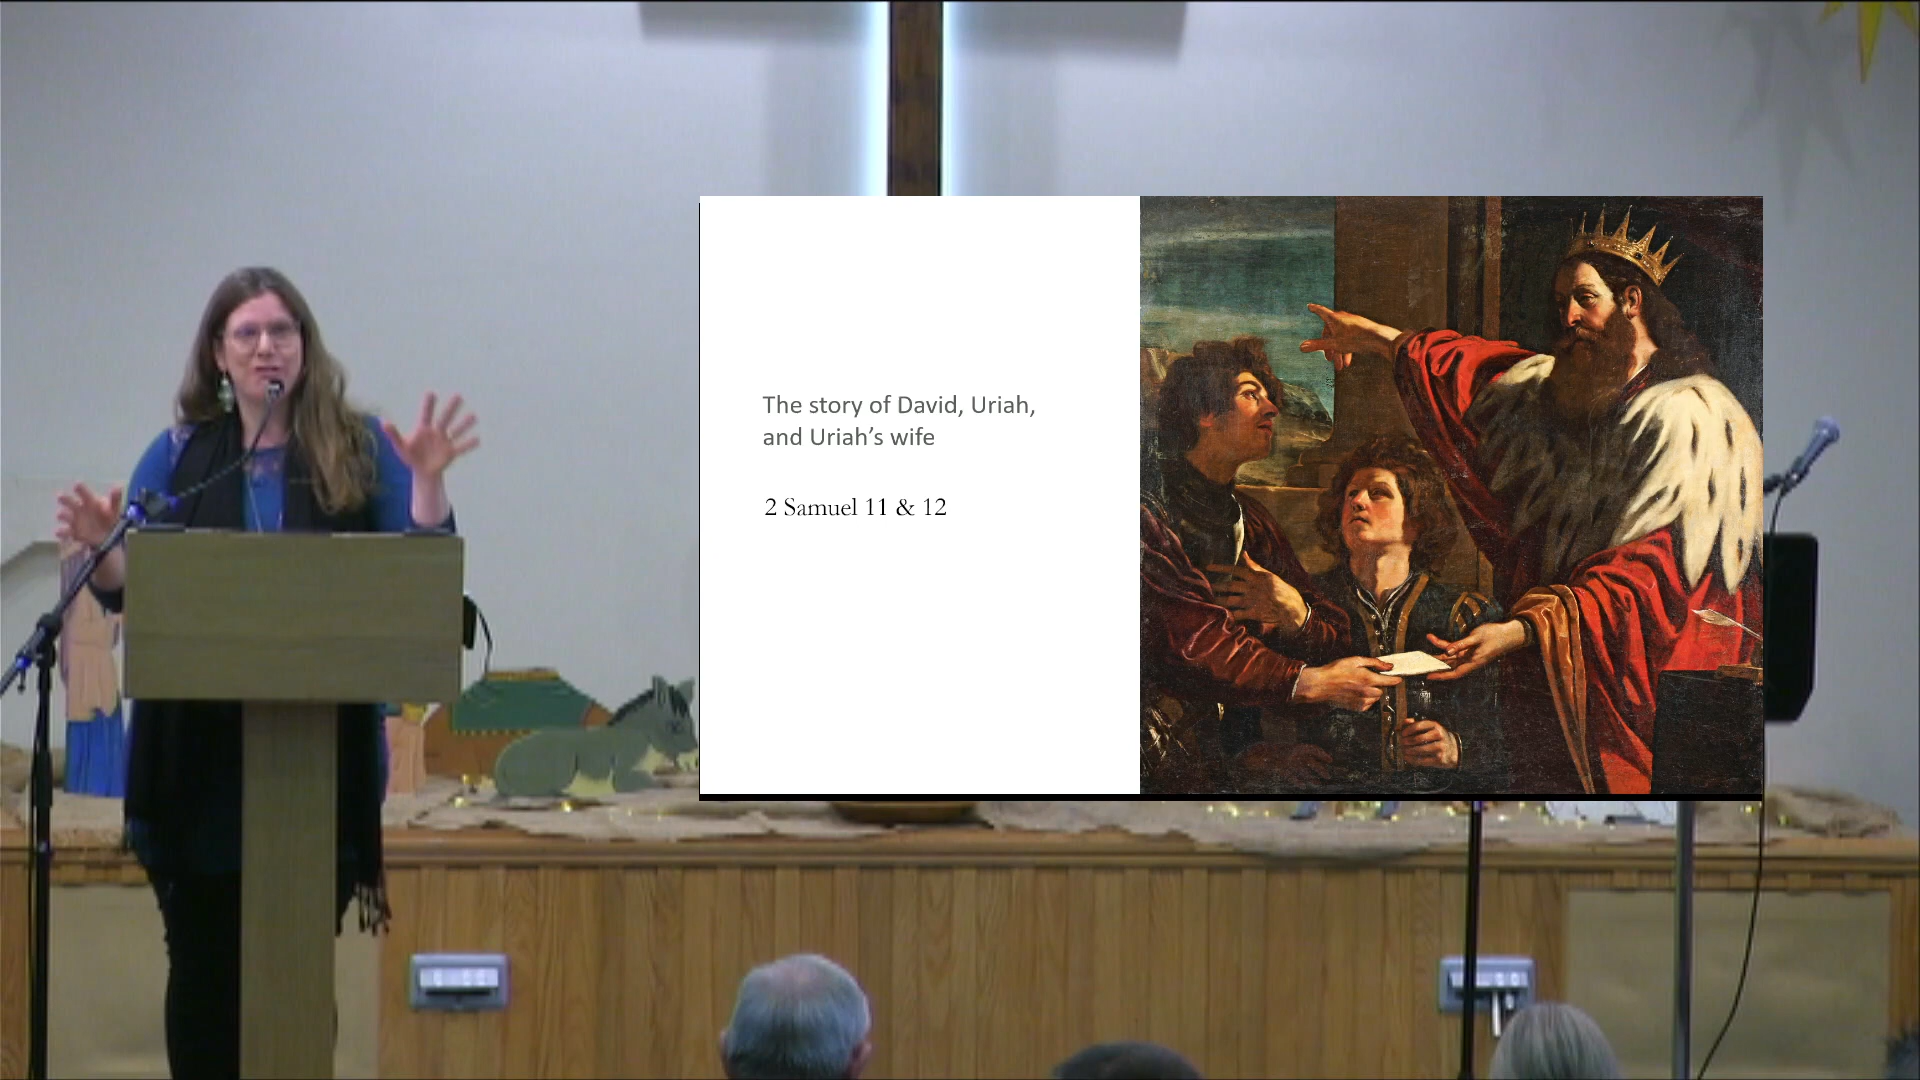 The story of David, Uriah,
and Uriah’s wife
2 Samuel 11 & 12